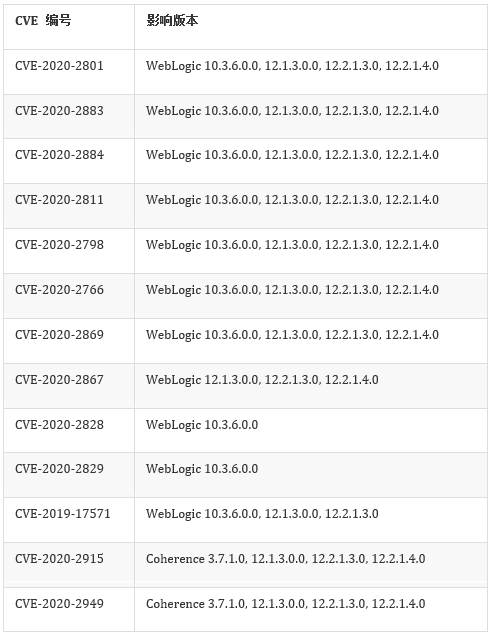 CVE 编号 影响版本
CVE-2020-2801 WebLogic 10.3.6.0.0, 12.1.3.0.0, 12.2.1.3.0, 12.2.1.4.0
CVE-2020-2883 WebLogic 10.3.6.0.0, 12.1.3.0.0, 12.2.1.3.0, 12.2.1.4.0
CVE-2020-2884 WebLogic 10.3.6.0.0, 12.1.3.0.0, 12.2.1.3.0, 12.2.1.4.0
CVE-2020-2811 WebLogic 10.3.6.0.0, 12.1.3.0.0, 12.2.1.3.0, 12.2.1.4.0
CVE-2020-2798 WebLogic 10.3.6.0.0, 12.1.3.0.0, 12.2.1.3.0, 12.2.1.4.0
CVE-2020-2766 WebLogic 10.3.6.0.0, 12.1.3.0.0, 12.2.1.3.0, 12.2.1.4.0
CVE-2020-2869 WebLogic 10.3.6.0.0, 12.1.3.0.0, 12.2.1.3.0, 12.2.1.4.0
CVE-2020-2867 WebLogic 12.1.3.0.0, 12.2.1.3.0, 12.2.1.4.0
CVE-2020-2828 WebLogic 10.3.6.0.0
CVE-2020-2829 WebLogic 10.3.6.0.0
CVE-2019-17571 WebLogic 10.3.6.0.0, 12.1.3.0.0, 12.2.1.3.0
CVE-2020-2915 Coherence 3.7.1.0, 12.1.3.0.0, 12.2.1.3.0, 12.2.1.4.0
CVE-2020-2949 Coherence 3.7.1.0, 12.1.3.0.0, 12.2.1.3.0, 12.2.1.4.0